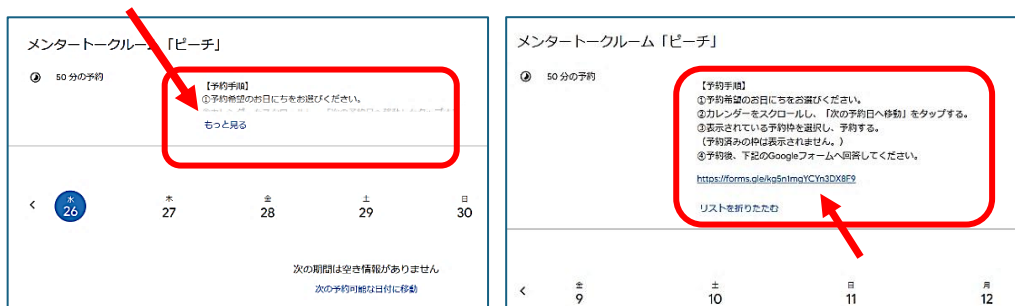 メンタートークルーム「ピーチ」
50 分の予約
【予約手順】
①予約希望のお日にちをお選びください。
もっと見る
水 木 金 土 日
26 27 28 29 30
次の期間は空き情報がありません
次の予約可能な日付に移動
メンタートークルーム「ピーチ」
50 分の予約
【予約手順】
①予約希望のお日にちをお選びください。
②カレンダーをスクロールし、「次の予約日へ移動」をタップする。
③表示されている予約枠を選択し、予約する。
（予約済みの枠は表示されません。）
④予約後、下記のGoogleフォームへ回答してください。
https://forms.gle/kg5n1mgYCYn3DX8F9
リストを折りたたむ
金 土 日 月
9 10 11 12